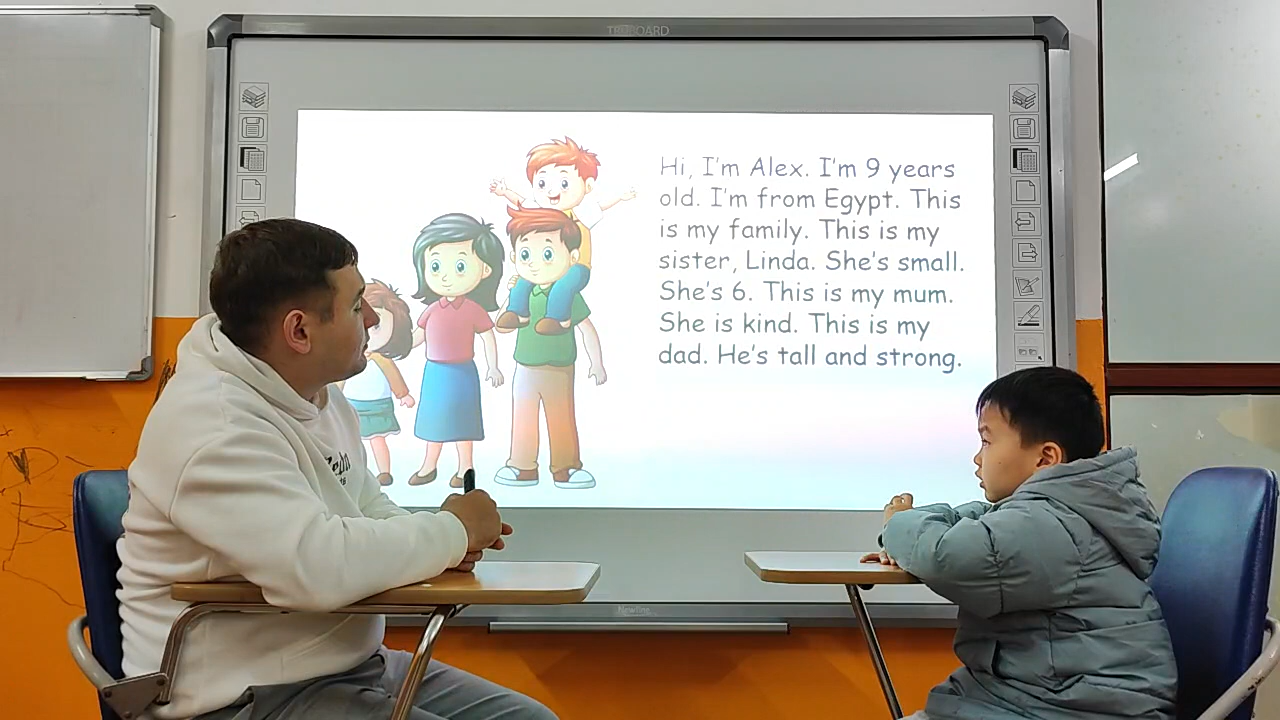 Hi, I'm Alex. I'm 9 years
old. I'm from Egypt. This
is my family. This is my
sister, Linda. She's small.
She's 6. This is my mum.
She is kind. This is my
dad. He's tall and strong.
Newline